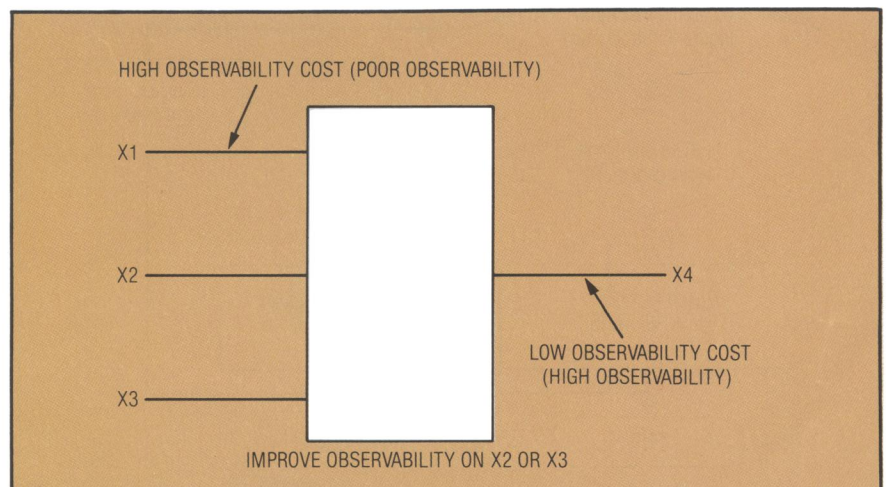 HIGH OBSERVABILITY COST (POOR OBSERVABILITY)
X1
X2
X4
LOW OBSERVABILITY COST
(HIGH OBSERVABILITY)
X3
IMPROVE OBSERVABILITY ON X2 OR X3